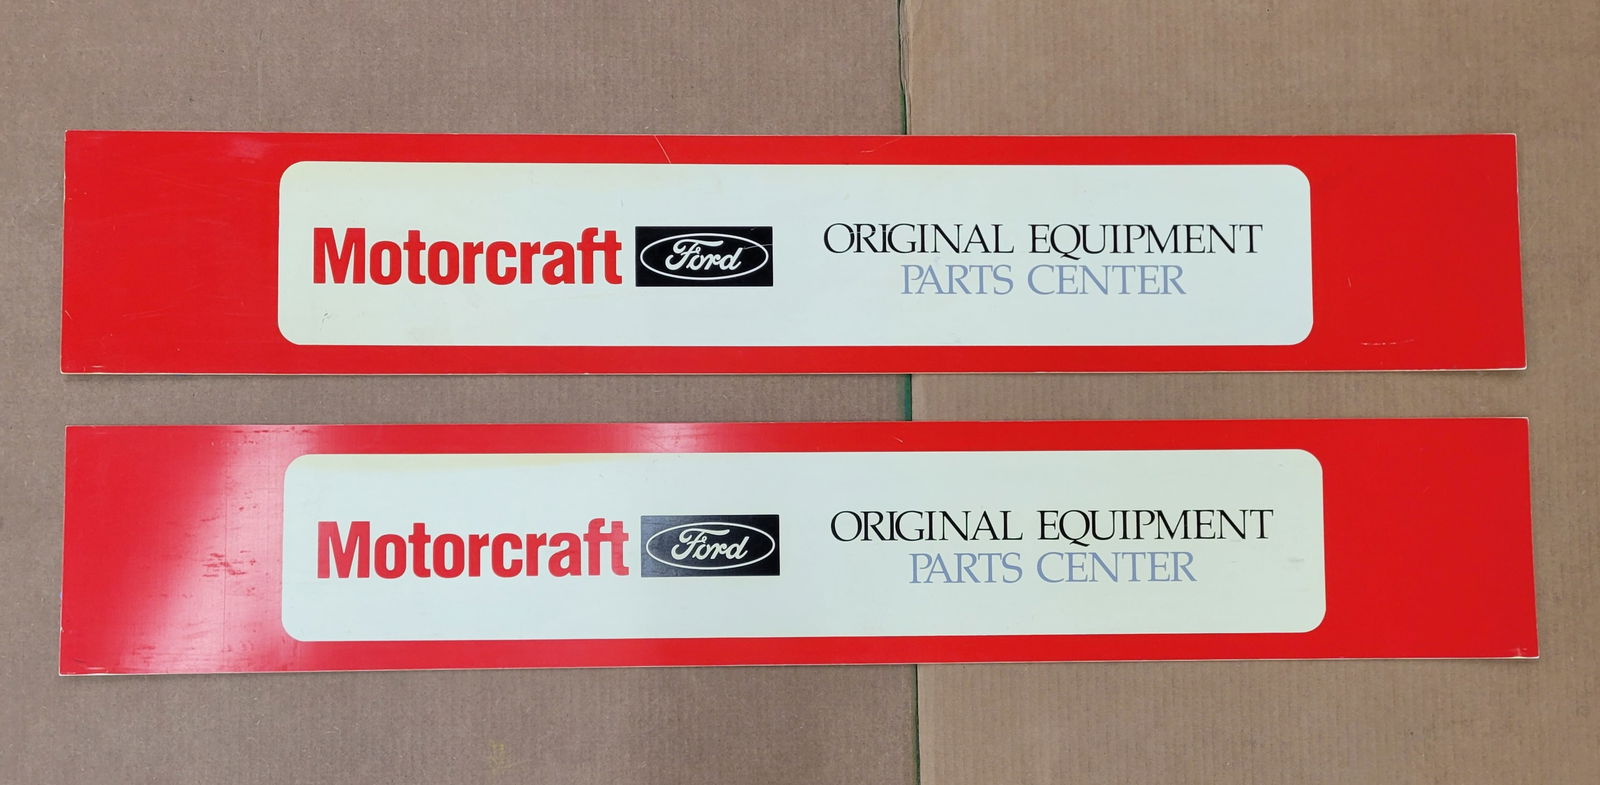 Motorcraft Ford ORIGINAL EQUIPMENT
PARTS CENTER
Motorcraft Ford ORIGINAL EQUIPMENT
PARTS CENTER